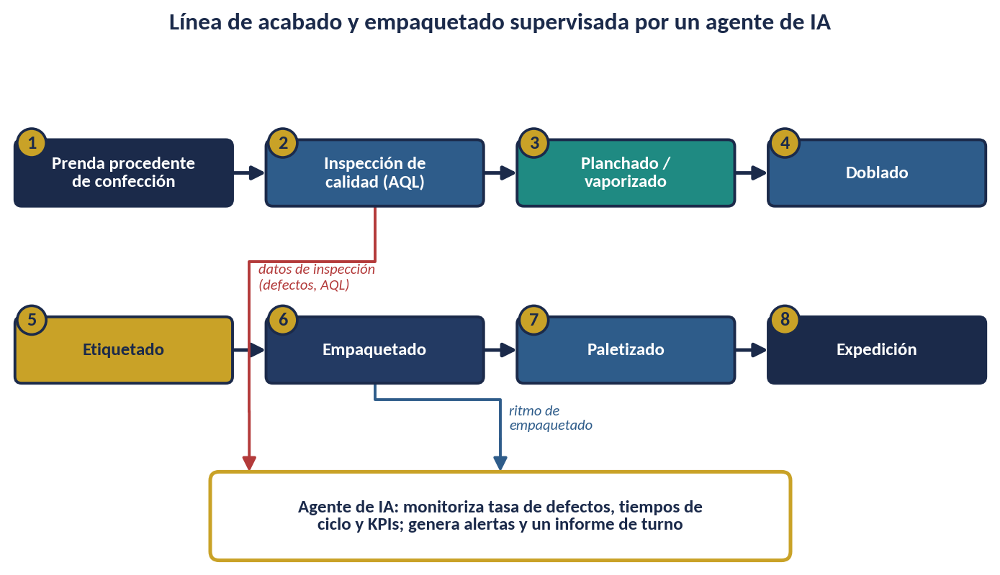 Línea de acabado y empaquetado supervisada por un agente de IA
1
Prenda procedente
de confección
2
Inspección de
calidad (AQL)
3
Planchado /
vaporizado
4
Doblado
datos de inspección
(defectos, AQL)
5
Etiquetado
6
Empaquetado
7
Paletizado
8
Expedición
ritmo de
empaquetado
Agente de IA: monitoriza tasa de defectos, tiempos de
ciclo y KPIs; genera alertas y un informe de turno